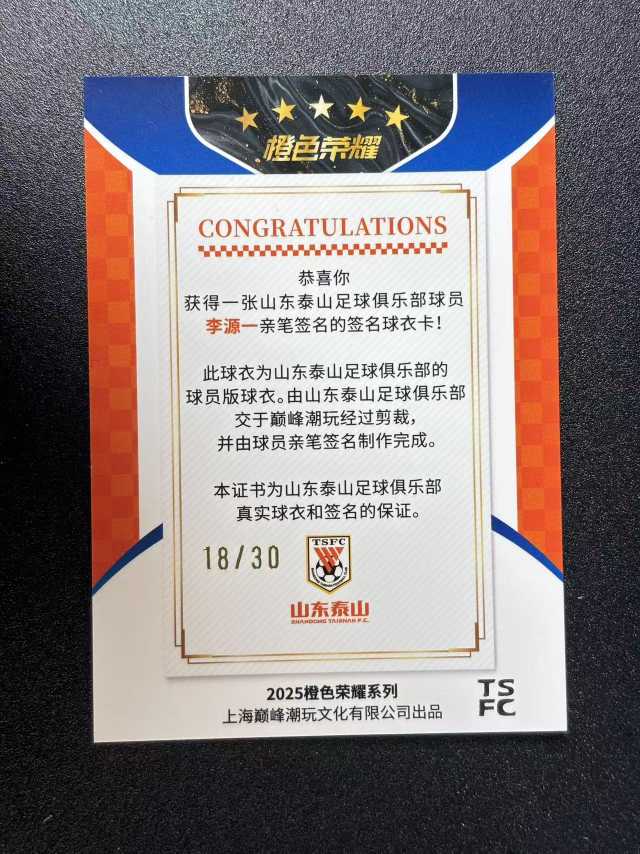 橙色荣耀
CONGRATULATIONS
恭喜你
获得一张山东泰山足球俱乐部球员
李源一亲笔签名的签名球衣卡！
此球衣为山东泰山足球俱乐部的
球员版球衣。由山东泰山足球俱乐部
交于巅峰潮玩经过剪裁，
并由球员亲笔签名制作完成。
本证书为山东泰山足球俱乐部
真实球衣和签名的保证。
18/30
TSFC
山东泰山
SHANDONG TAISHAN F.C.
2025橙色荣耀系列
上海巅峰潮玩文化有限公司出品
TS
FC